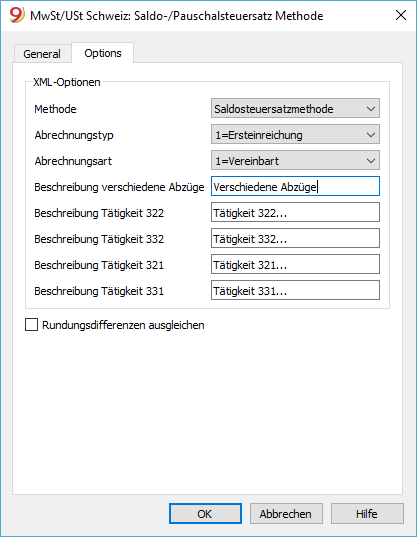 9 MwSt/USt Schweiz: Saldo-/Pauschalsteuersatz Methode
General Options
XML-Optionen
Methode Saldosteuersatzmethode
Abrechnungstyp 1=Ersteinreichung
Abrechnungsart 1=Vereinbart
Beschreibung verschiedene Abzüge Verschiedene Abzüge
Beschreibung Tätigkeit 322 Tätigkeit 322...
Beschreibung Tätigkeit 332 Tätigkeit 332...
Beschreibung Tätigkeit 321 Tätigkeit 321...
Beschreibung Tätigkeit 331 Tätigkeit 331...
Rundungsdifferenzen ausgleichen
OK Abbrechen Hilfe